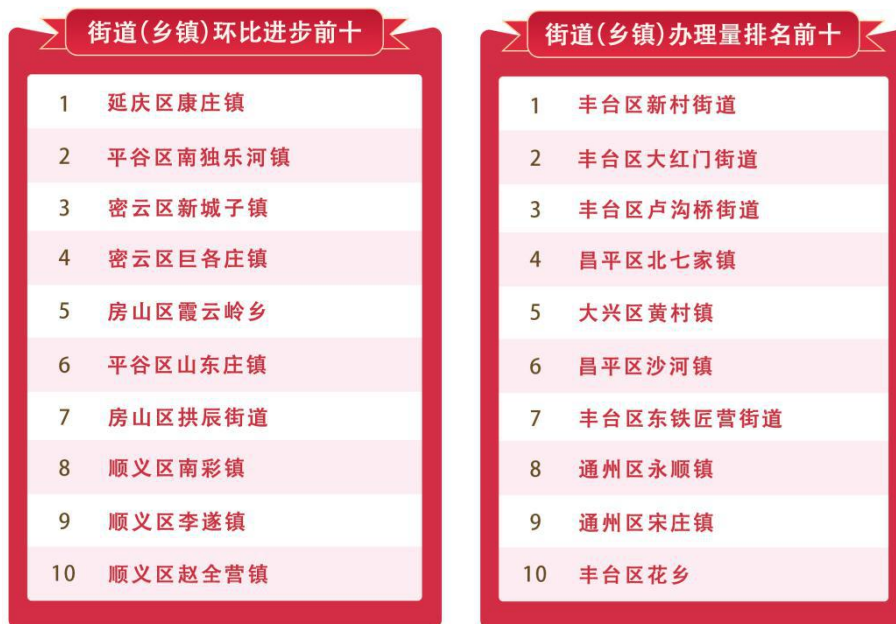 街道(乡镇)环比进步前十
1 延庆区康庄镇
2 平谷区南独乐河镇
3 密云区新城子镇
4 密云区巨各庄镇
5 房山区霞云岭乡
6 平谷区山东庄镇
7 房山区拱辰街道
8 顺义区南彩镇
9 顺义区李遂镇
10 顺义区赵全营镇
街道(乡镇)办理量排名前十
1 丰台区新村街道
2 丰台区大红门街道
3 丰台区卢沟桥街道
4 昌平区北七家镇
5 大兴区黄村镇
6 昌平区沙河镇
7 丰台区东铁匠营街道
8 通州区永顺镇
9 通州区宋庄镇
10 丰台区花乡